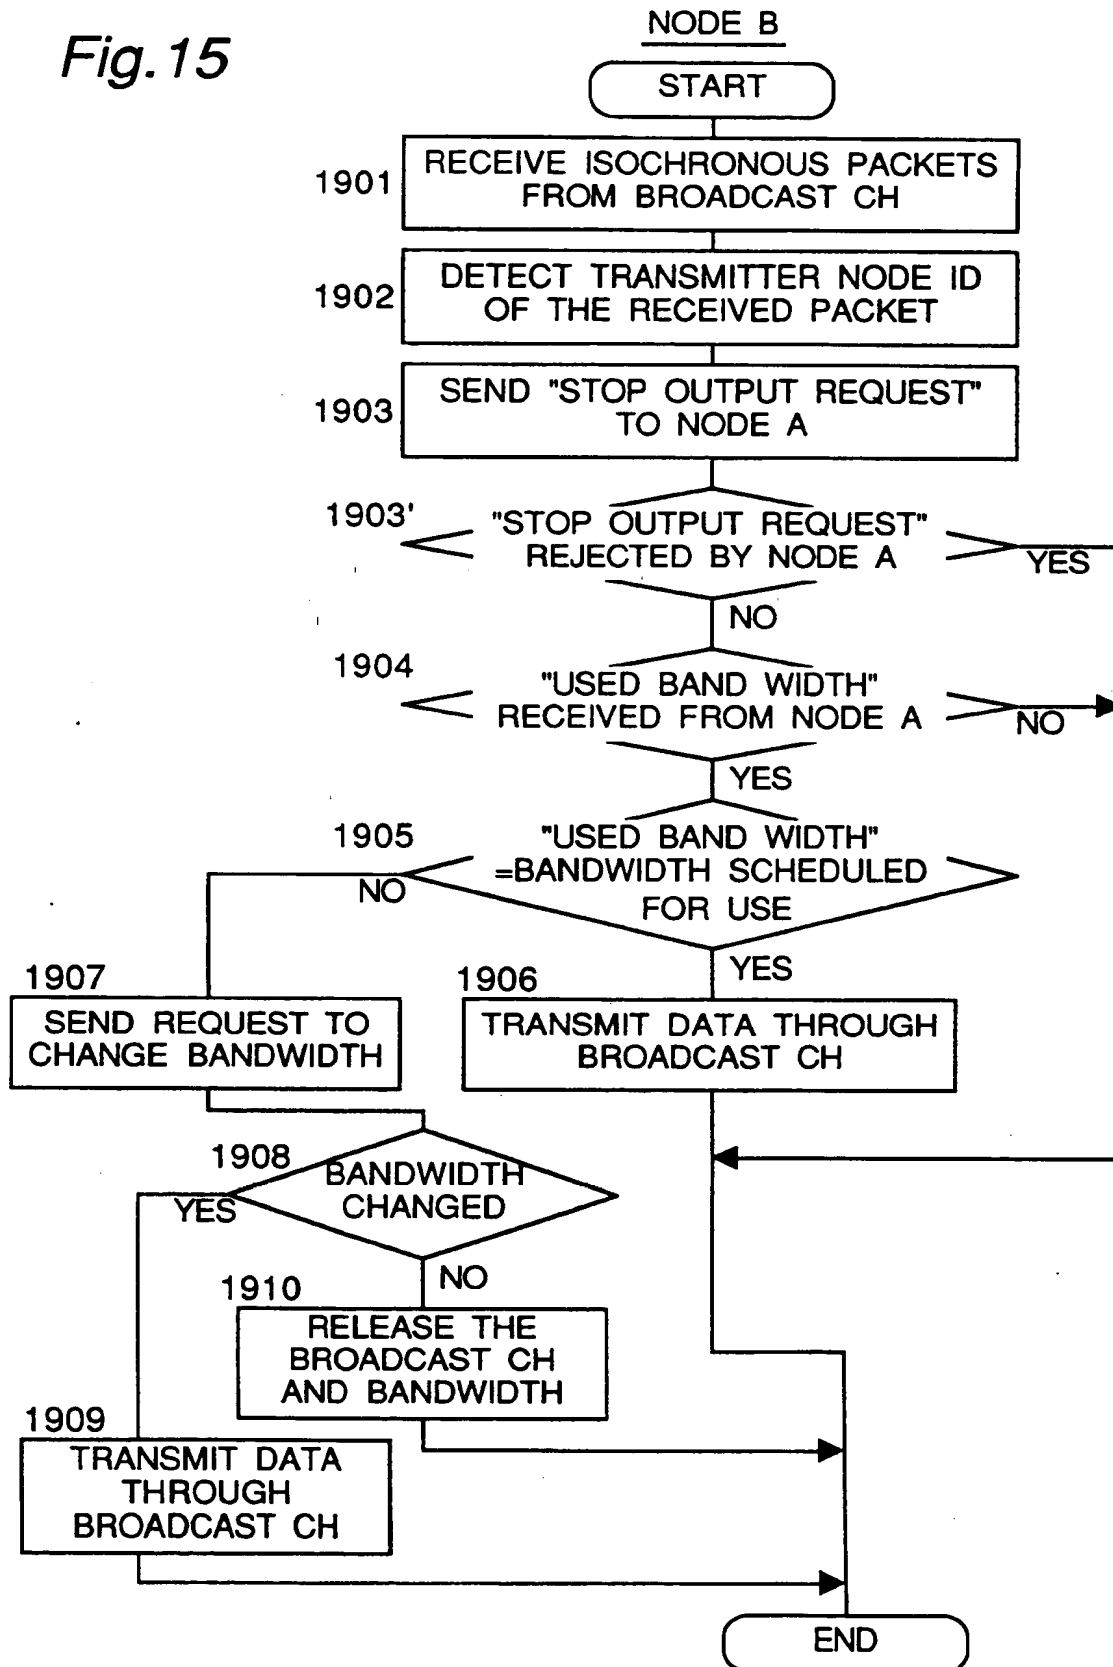 Fig.15
NODE B
START
1901
RECEIVE ISOCHRONOUS PACKETS
FROM BROADCAST CH
1902
DETECT TRANSMITTER NODE ID
OF THE RECEIVED PACKET
1903
SEND "STOP OUTPUT REQUEST"
TO NODE A
1903'
"STOP OUTPUT REQUEST"
REJECTED BY NODE A
YES
NO
1904
"USED BAND WIDTH"
RECEIVED FROM NODE A
NO
YES
1905
"USED BAND WIDTH"
=BANDWIDTH SCHEDULED
FOR USE
NO
YES
1907
SEND REQUEST TO
CHANGE BANDWIDTH
1906
TRANSMIT DATA THROUGH
BROADCAST CH
1908
BANDWIDTH
CHANGED
YES
NO
1910
RELEASE THE
BROADCAST CH
AND BANDWIDTH
1909
TRANSMIT DATA
THROUGH
BROADCAST CH
END